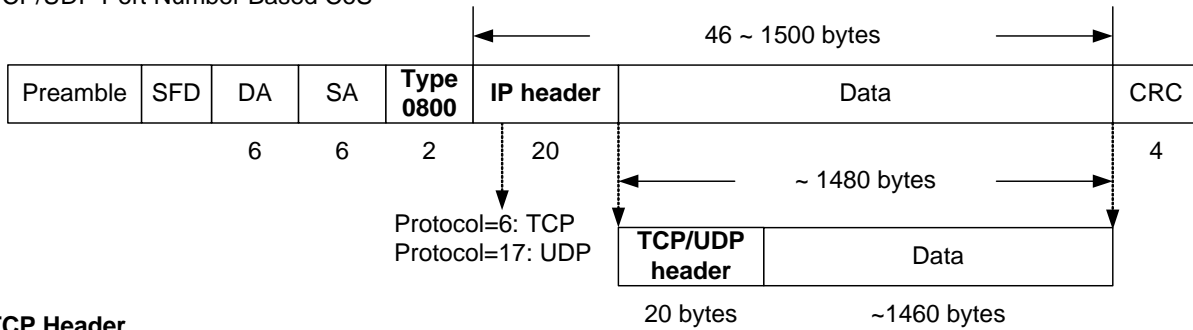 46 ~ 1500 bytes
Preamble SFD DA SA Type 0800 IP header Data CRC
6 6 2 20 4
~ 1480 bytes
Protocol=6: TCP
Protocol=17: UDP
TCP/UDP header Data
20 bytes ~1460 bytes